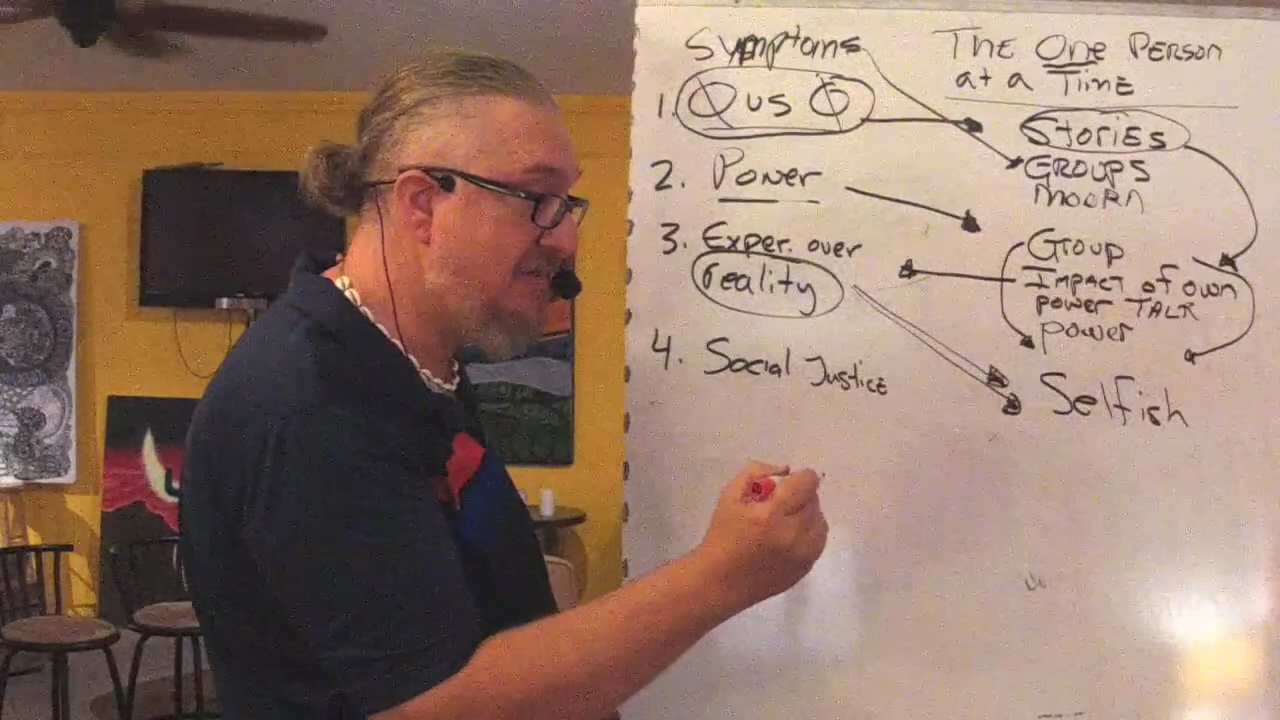 Symptoms
1. Φ us Φ
2. Power
3. Exper. over
reality
4. Social Justice
The One Person
at a Time
Stories
GROUPS
Group
Impact of own
power TALK
power
Selfish